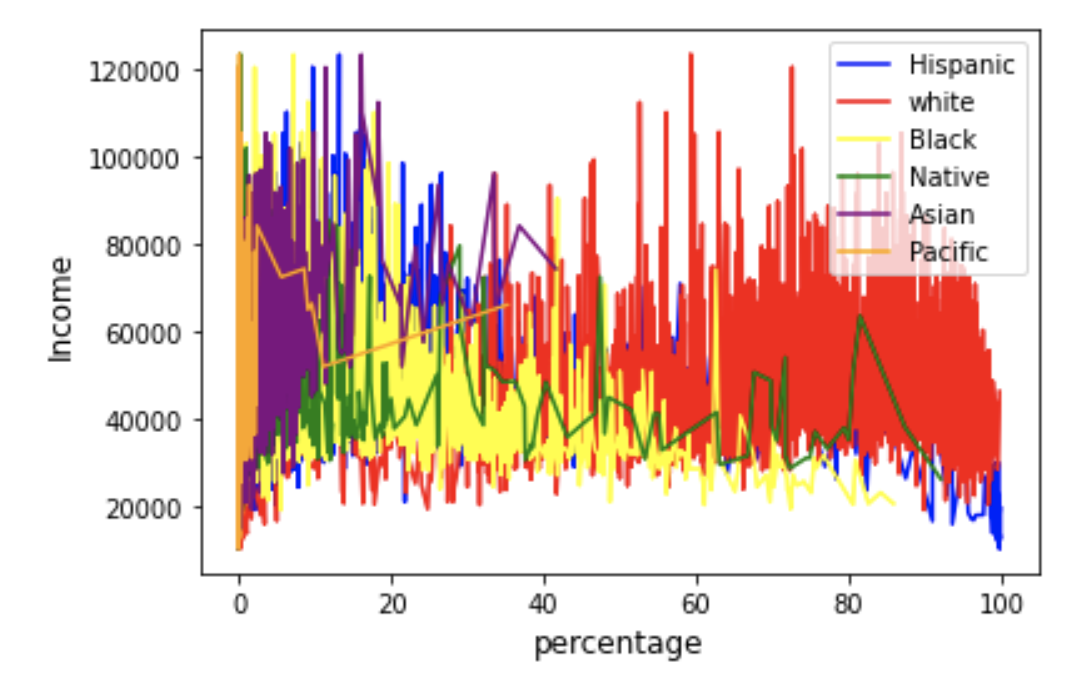 120000
100000
80000
60000
40000
20000
Income
0 20 40 60 80 100
percentage
Hispanic
white
Black
Native
Asian
Pacific